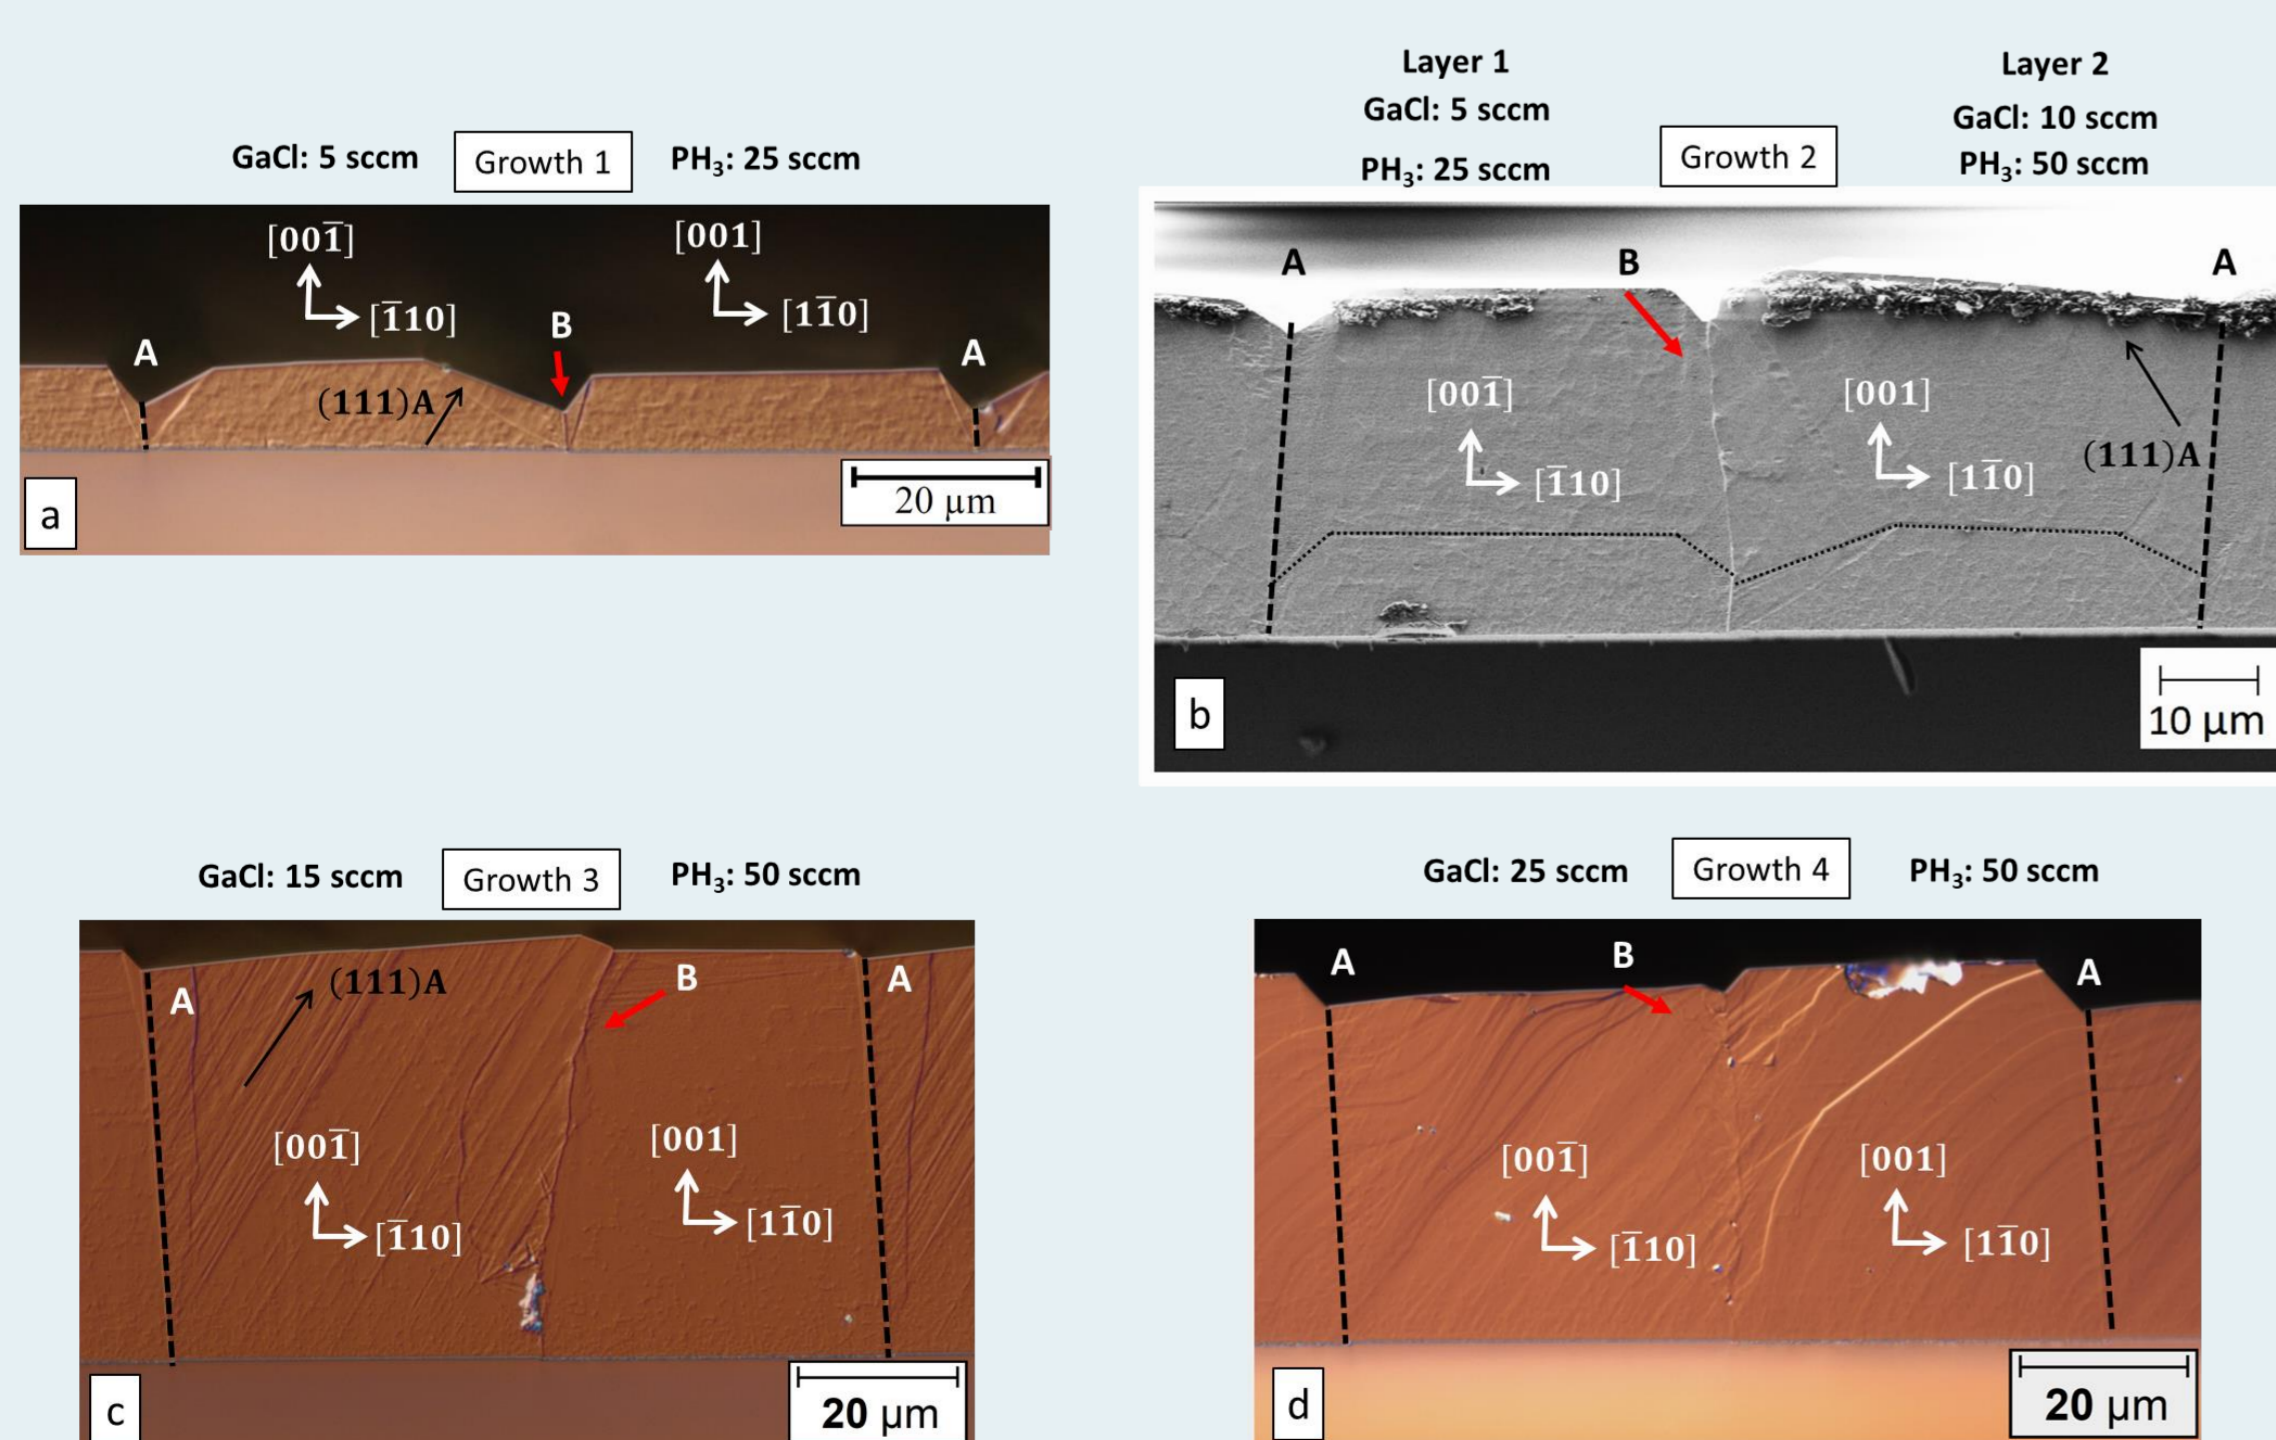 GaCl: 5 sccm
Growth 1
PH₃: 25 sccm
[001̅]
[1̅10]
[001]
[11̅0]
A
B
A
(111)A
a
20 µm
Layer 1
GaCl: 5 sccm
PH₃: 25 sccm
Growth 2
Layer 2
GaCl: 10 sccm
PH₃: 50 sccm
A
B
A
[001̅]
[1̅10]
[001]
[11̅0]
(111)A
b
10 µm
GaCl: 15 sccm
Growth 3
PH₃: 50 sccm
A
(111)A
B
A
[001̅]
[1̅10]
[001]
[11̅0]
c
20 µm
GaCl: 25 sccm
Growth 4
PH₃: 50 sccm
A
B
A
[001̅]
[1̅10]
[001]
[11̅0]
d
20 µm